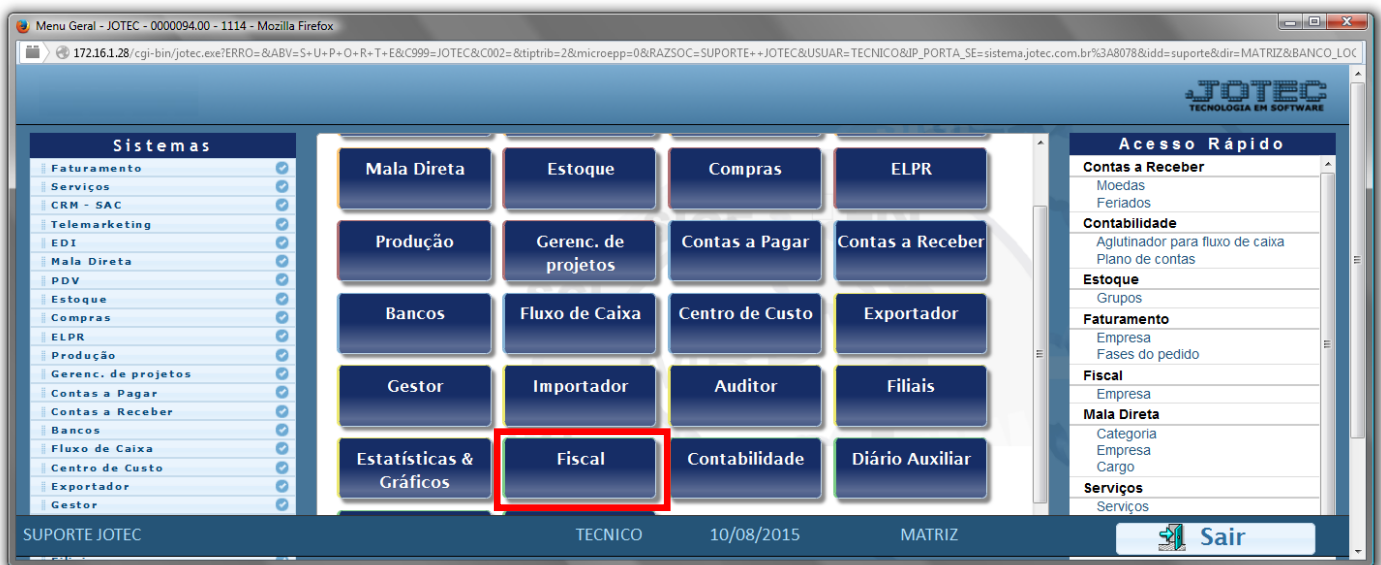 Menu Geral - JOTEC - 0000094.00 - 1114 - Mozilla Firefox
172.16.1.28/cgi-bin/jotec.exe?ERRO=&ABV=S+U+P+O+R+T+E&C999=JOTEC&C002=&tiptrib=2&microepp=0&RAZSOC=SUPORTE++JOTEC&USUAR=TECNICO&IP_PORTA_SE=sistema.jotec.com.br%3A8078&idd=suporte&dir=MATRIZ&BANCO_LOC
JOTEC
TECNOLOGIA EM SOFTWARE
Sistemas
Faturamento
Serviços
CRM - SAC
Telemarketing
EDI
Mala Direta
PDV
Estoque
Compras
ELPR
Produção
Gerenc. de projetos
Contas a Pagar
Contas a Receber
Bancos
Fluxo de Caixa
Centro de Custo
Exportador
Gestor
Mala Direta
Estoque
Compras
ELPR
Produção
Gerenc. de
projetos
Contas a Pagar
Contas a Receber
Bancos
Fluxo de Caixa
Centro de Custo
Exportador
Gestor
Importador
Auditor
Filiais
Estatísticas &
Gráficos
Fiscal
Contabilidade
Diário Auxiliar
Acesso Rápido
Contas a Receber
Moedas
Feriados
Contabilidade
Aglutinador para fluxo de caixa
Plano de contas
Estoque
Grupos
Faturamento
Empresa
Fases do pedido
Fiscal
Empresa
Mala Direta
Categoria
Empresa
Cargo
Serviços
Serviços
SUPORTE JOTEC
TECNICO
10/08/2015
MATRIZ
Sair